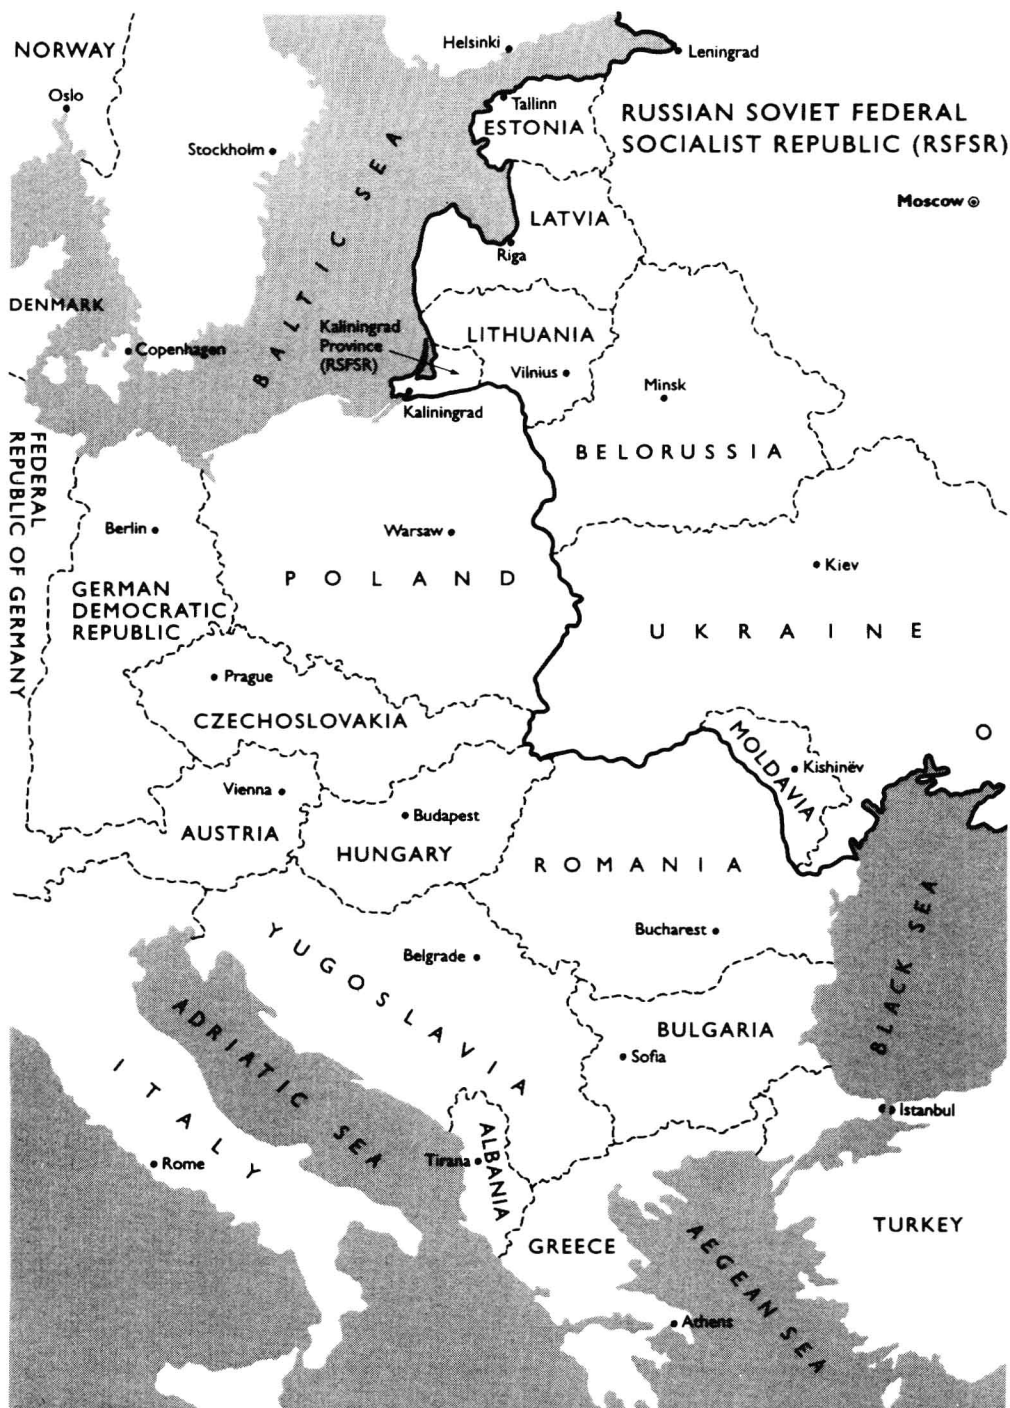 NORWAY
Helsinki
Leningrad
Oslo
Tallinn
ESTONIA
RUSSIAN SOVIET FEDERAL
SOCIALIST REPUBLIC (RSFSR)
Stockholm
BALTIC SEA
Moscow
LATVIA
Riga
DENMARK
Copenhagen
Kaliningrad
Province
(RSFSR)
LITHUANIA
Vilnius
Minsk
Kaliningrad
BELORUSSIA
FEDERAL
REPUBLIC OF GERMANY
Berlin
Warsaw
Kiev
GERMAN
DEMOCRATIC
REPUBLIC
POLAND
UKRAINE
Prague
CZECHOSLOVAKIA
MOLDAVIA
Kishinëv
Vienna
AUSTRIA
Budapest
HUNGARY
ROMANIA
Bucharest
BLACK SEA
YUGOSLAVIA
Belgrade
ADRIATIC SEA
BULGARIA
Sofia
ITALY
Rome
Tirana
ALBANIA
Istanbul
GREECE
TURKEY
AEGEAN SEA
Athens